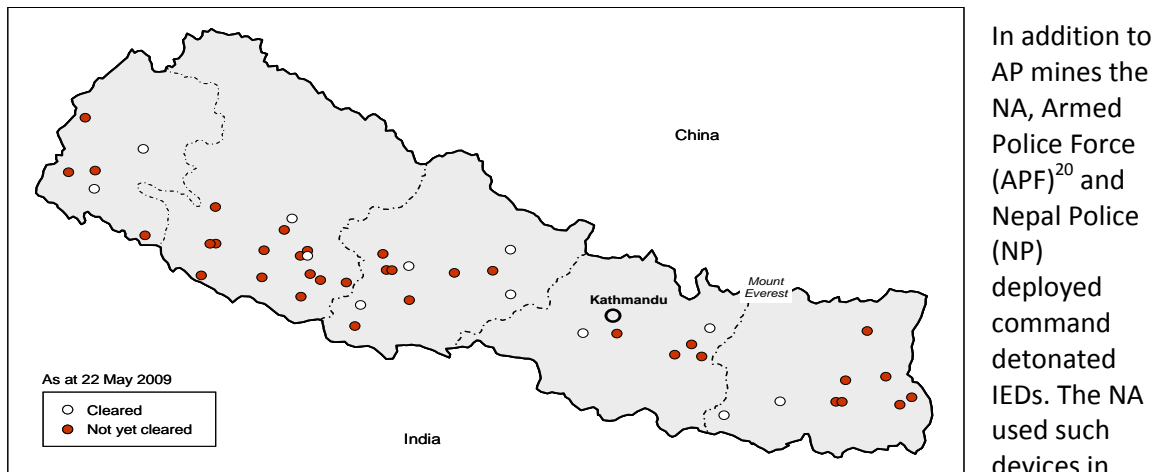 China
Mount
Everest
Kathmandu
As at 22 May 2009
Cleared
Not yet cleared
India
In addition to
AP mines the
NA, Armed
Police Force
(APF)20 and
Nepal Police
(NP)
deployed
command
detonated
IEDs. The NA
used such
devices in